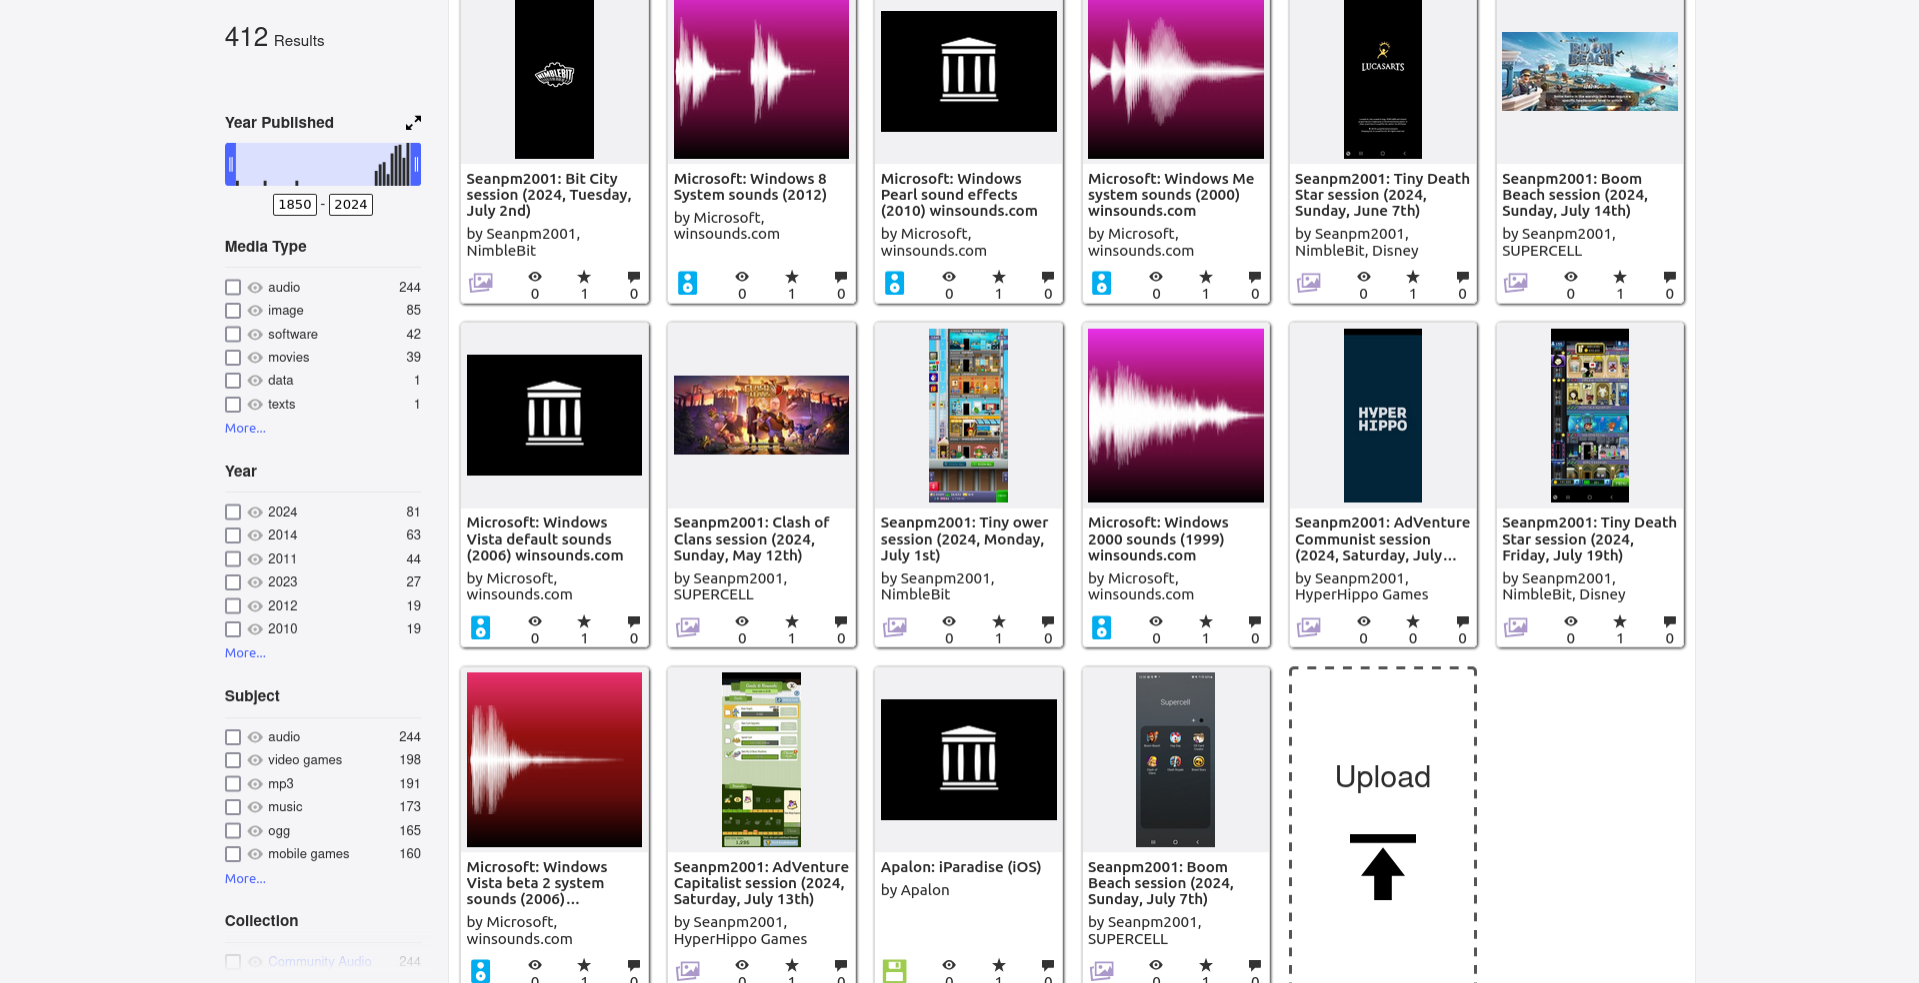 412 Results
Year Published
1850 - 2024
Media Type
audio 244
image 85
software 42
movies 39
data 1
texts 1
More...
Year
2024 81
2014 63
2011 44
2023 27
2012 19
2010 19
More...
Subject
audio 244
video games 198
mp3 191
music 173
ogg 165
mobile games 160
More...
Collection
Community Audio 244
NIMBLEBIT
Seanpm2001: Bit City
session (2024, Tuesday,
July 2nd)
by Seanpm2001,
NimbleBit
0 1 0
Microsoft: Windows 8
System sounds (2012)
by Microsoft,
winsounds.com
0 1 0
Microsoft: Windows
Pearl sound effects
(2010) winsounds.com
by Microsoft,
winsounds.com
0 1 0
Microsoft: Windows Me
system sounds (2000)
winsounds.com
by Microsoft,
winsounds.com
0 1 0
LUCASARTS
Seanpm2001: Tiny Death
Star session (2024,
Sunday, June 7th)
by Seanpm2001,
NimbleBit, Disney
0 1 0
BOOM
BEACH
Seanpm2001: Boom
Beach session (2024,
Sunday, July 14th)
by Seanpm2001,
SUPERCELL
0 1 0
Microsoft: Windows
Vista default sounds
(2006) winsounds.com
by Microsoft,
winsounds.com
0 1 0
Seanpm2001: Clash of
Clans session (2024,
Sunday, May 12th)
by Seanpm2001,
SUPERCELL
0 1 0
Seanpm2001: Tiny ower
session (2024, Monday,
July 1st)
by Seanpm2001,
NimbleBit
0 1 0
Microsoft: Windows
2000 sounds (1999)
winsounds.com
by Microsoft,
winsounds.com
0 1 0
HYPER
HIPPO
Seanpm2001: AdVenture
Communist session
(2024, Saturday, July...
by Seanpm2001,
HyperHippo Games
0 0 0
Seanpm2001: Tiny Death
Star session (2024,
Friday, July 19th)
by Seanpm2001,
NimbleBit, Disney
0 1 0
Microsoft: Windows
Vista beta 2 system
sounds (2006)...
by Microsoft,
winsounds.com
0 1 0
Seanpm2001: AdVenture
Capitalist session (2024,
Saturday, July 13th)
by Seanpm2001,
HyperHippo Games
0 1 0
Apalon: iParadise (iOS)
by Apalon
0 1 0
Supercell
Seanpm2001: Boom
Beach session (2024,
Sunday, July 7th)
by Seanpm2001,
SUPERCELL
0 1 0
Upload